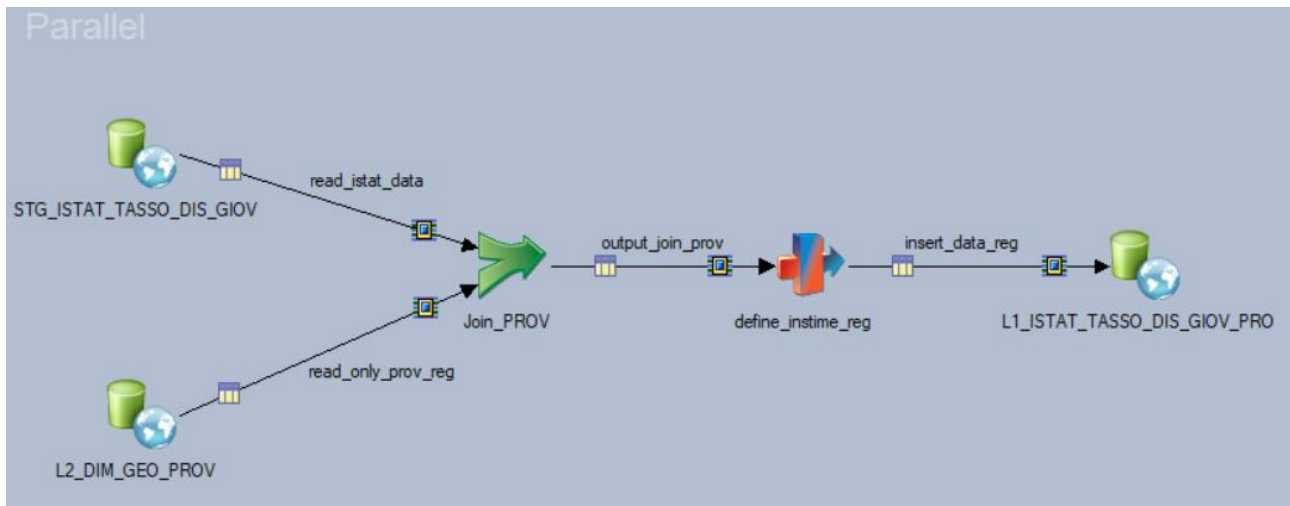 Parallel
STG_ISTAT_TASSO_DIS_GIOV
read_istat_data
Join_PROV
output_join_prov
define_instime_reg
insert_data_reg
L1_ISTAT_TASSO_DIS_GIOV_PRO
read_only_prov_reg
L2_DIM_GEO_PROV